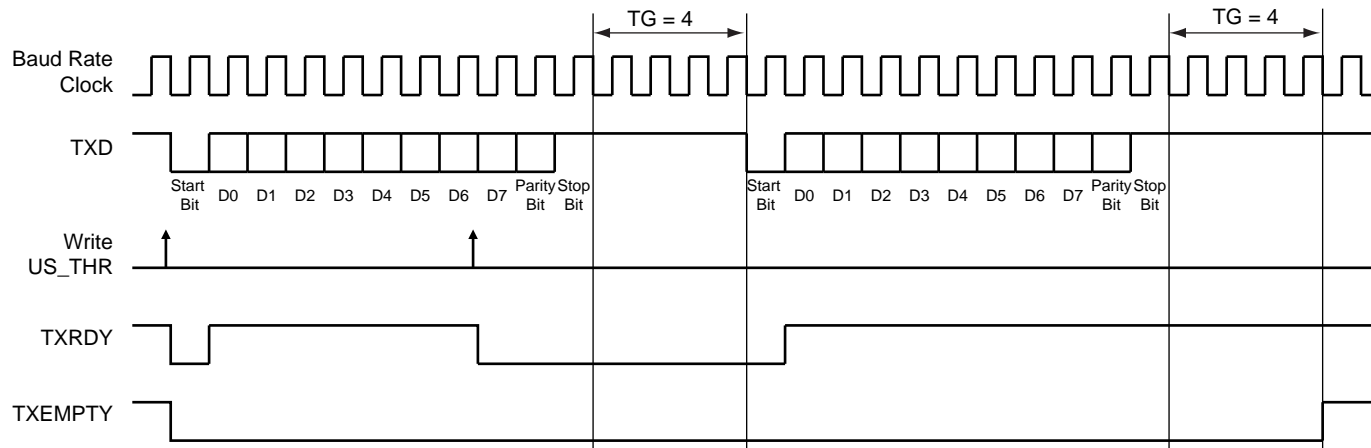 TG = 4
TG = 4
Baud Rate
Clock
TXD
Start
Bit
D0
D1
D2
D3
D4
D5
D6
D7
Parity
Bit
Stop
Bit
Start
Bit
D0
D1
D2
D3
D4
D5
D6
D7
Parity
Bit
Stop
Bit
Write
US_THR
TXRDY
TXEMPTY